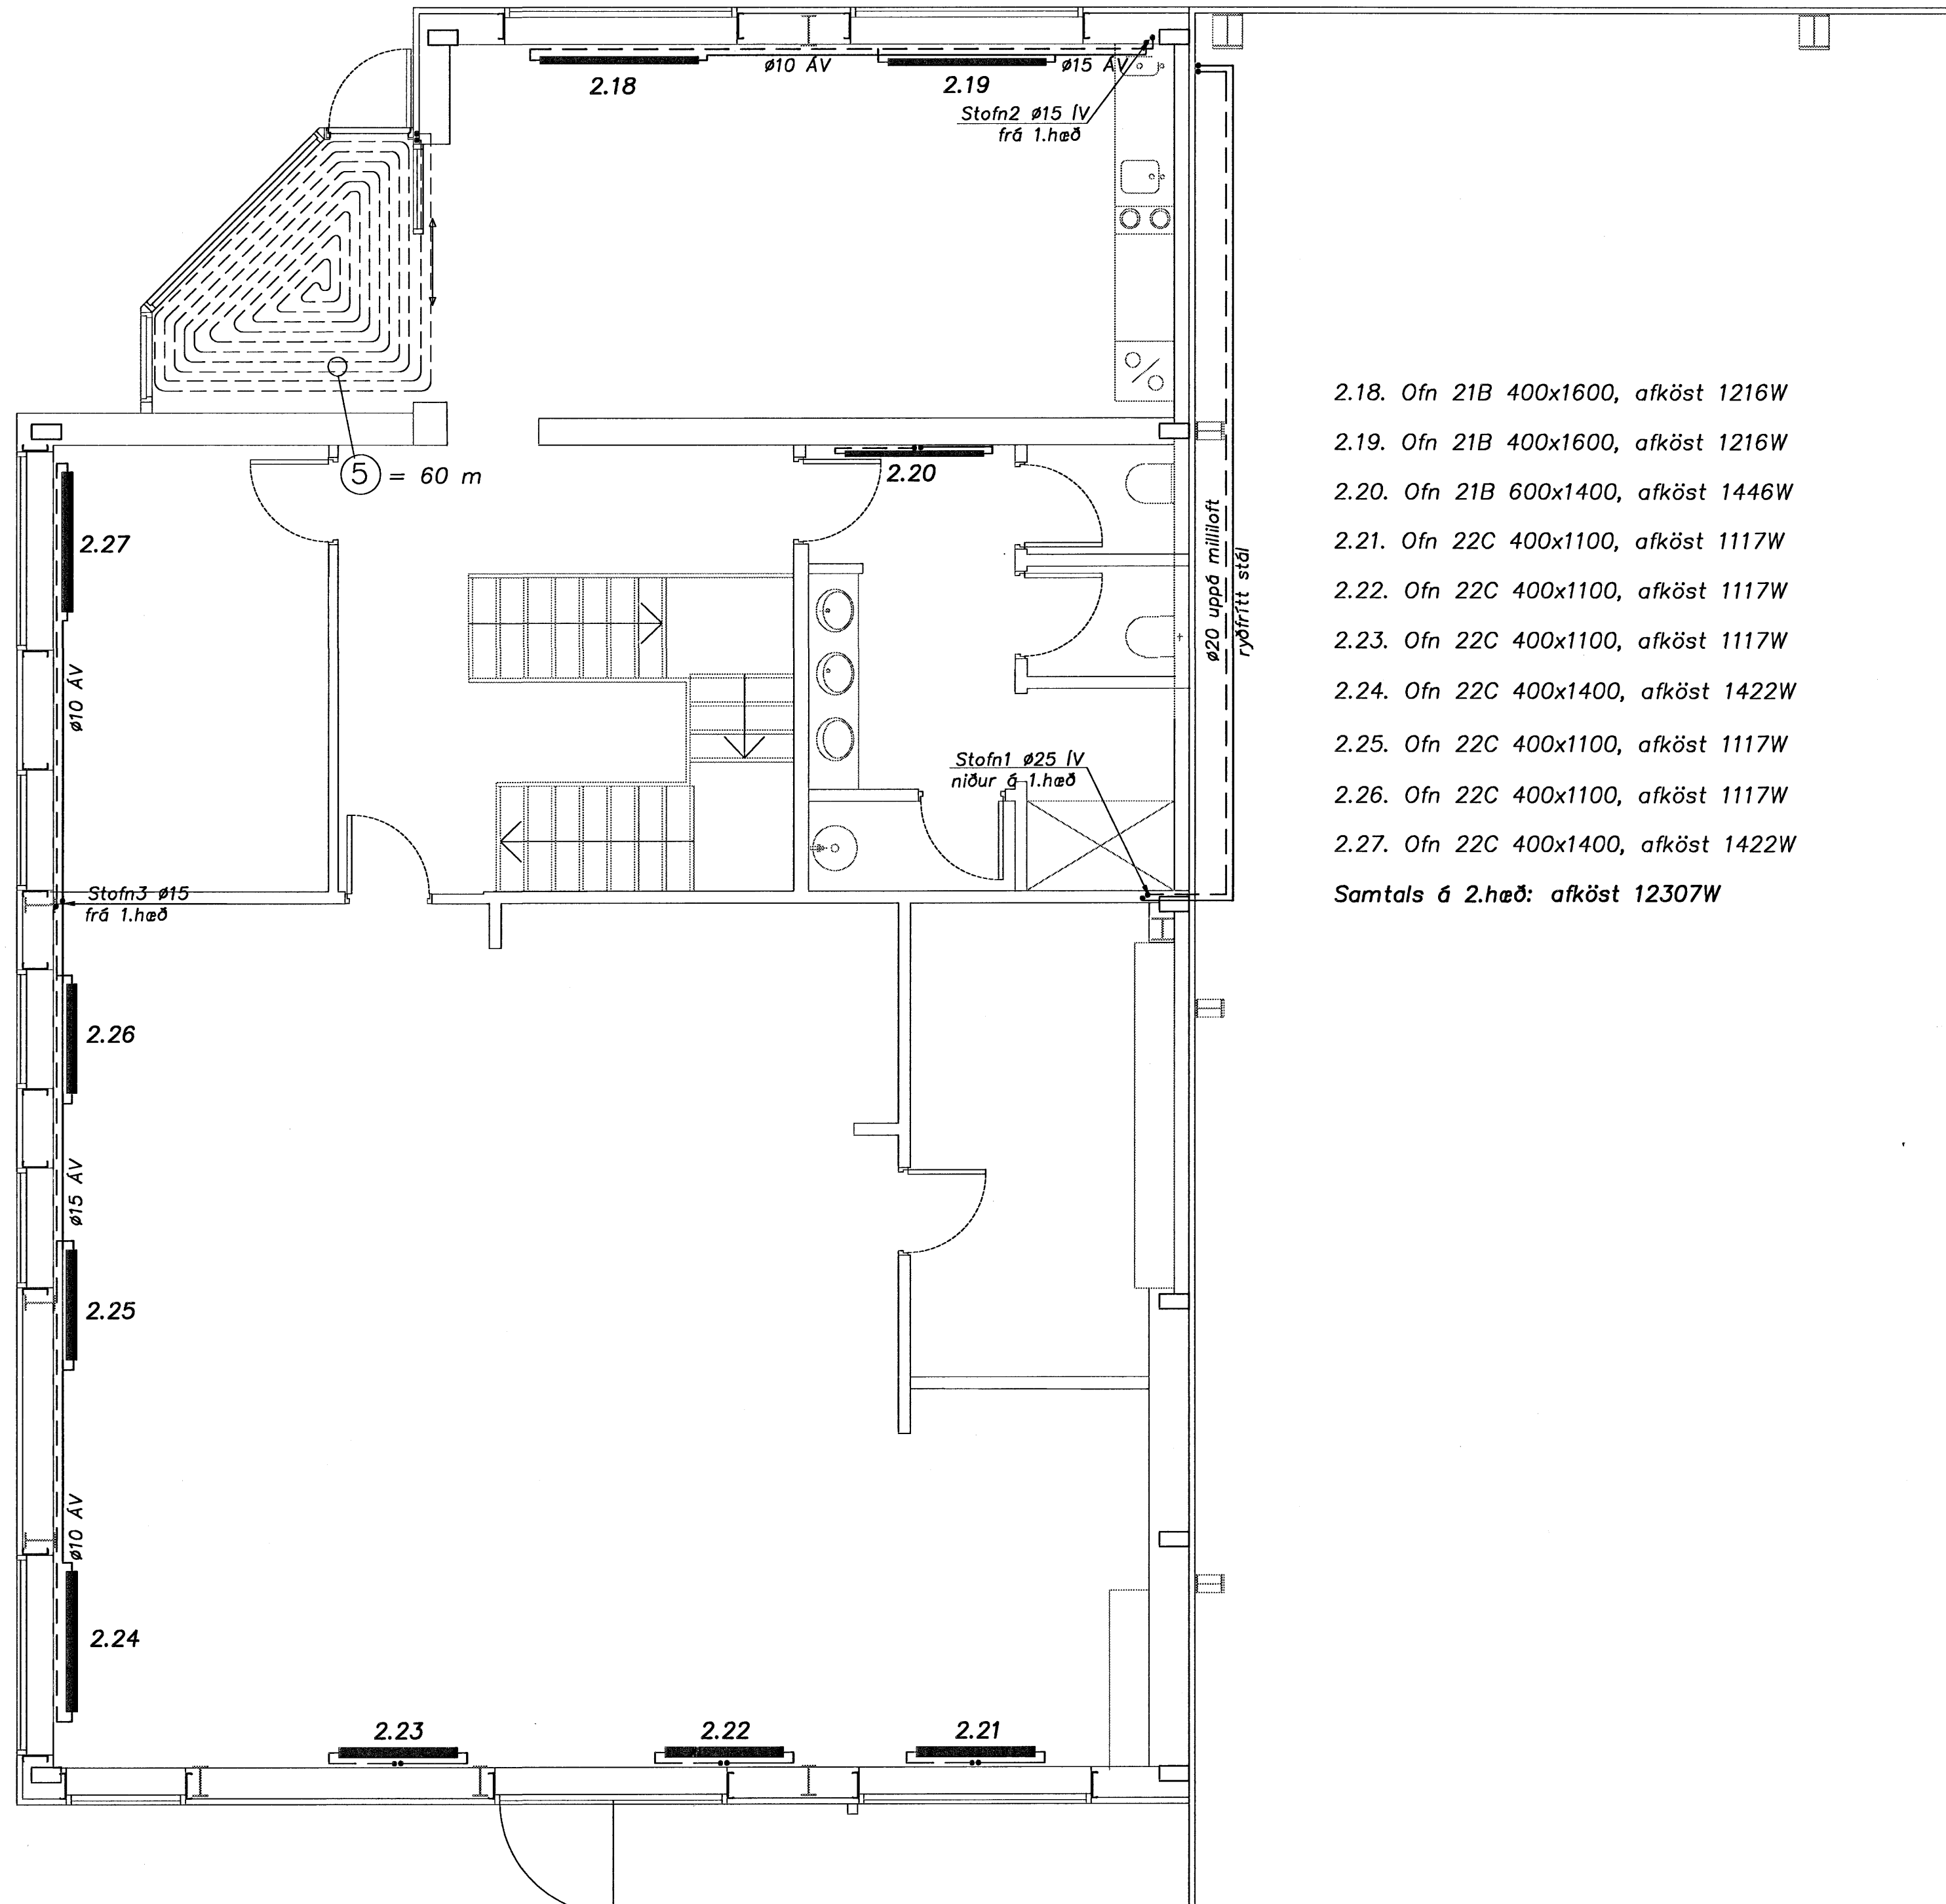 2.18
ø10 ÁV
2.19
ø15 ÁV
Stofn2 ø15 ÍV
frá 1.hæð
5 = 60 m
2.20
2.27
ø10 ÁV
ø20 uppá milliloft
ryðfrítt stál
Stofn1 ø25 ÍV
niður á 1.hæð
Stofn3 ø15
frá 1.hæð
2.26
ø15 ÁV
2.25
ø10 ÁV
2.24
2.23
2.22
2.21
2.18. Ofn 21B 400x1600, afköst 1216W
2.19. Ofn 21B 400x1600, afköst 1216W
2.20. Ofn 21B 600x1400, afköst 1446W
2.21. Ofn 22C 400x1100, afköst 1117W
2.22. Ofn 22C 400x1100, afköst 1117W
2.23. Ofn 22C 400x1100, afköst 1117W
2.24. Ofn 22C 400x1400, afköst 1422W
2.25. Ofn 22C 400x1100, afköst 1117W
2.26. Ofn 22C 400x1100, afköst 1117W
2.27. Ofn 22C 400x1400, afköst 1422W
Samtals á 2.hæð: afköst 12307W